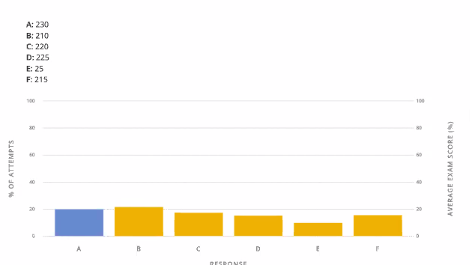 A: 230
B: 210
C: 220
D: 225
E: 25
F: 215
100 100
80 80
60 60
40 40
20 20
0 0
% OF ATTEMPTS
AVERAGE EXAM SCORE (%)
A B C D E F
RESPONSE